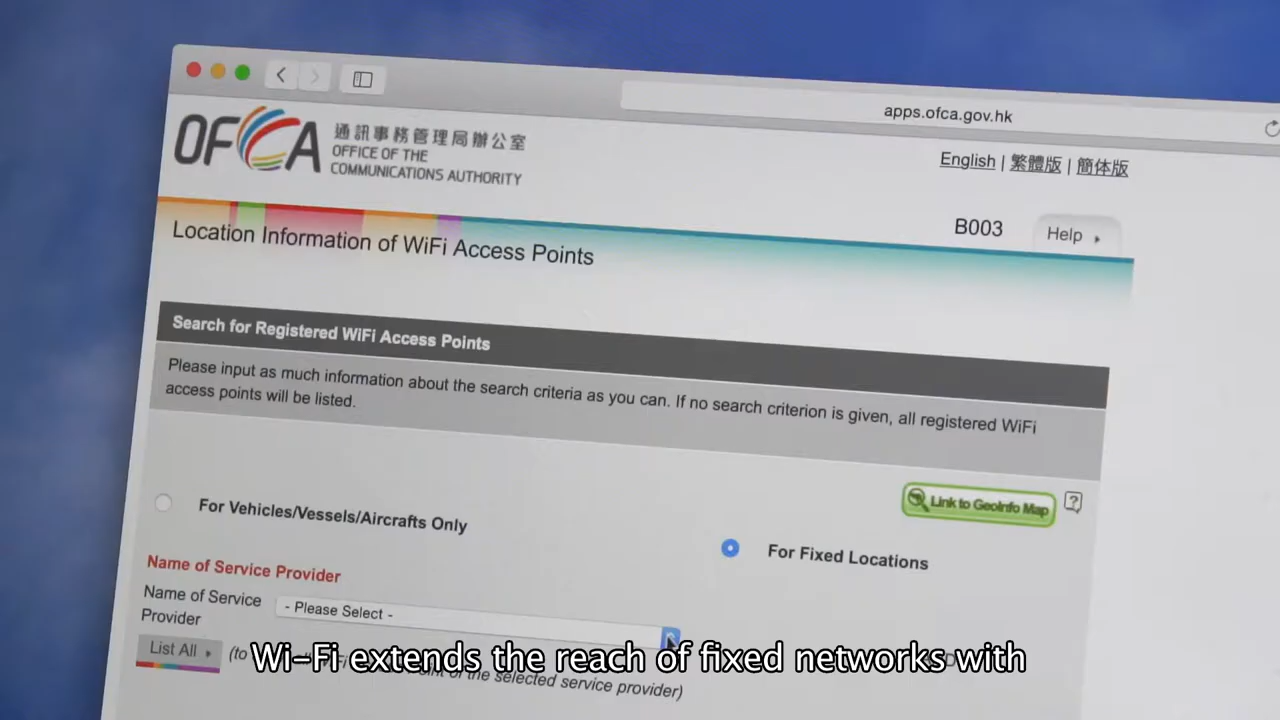 apps.ofca.gov.hk
OFCA
通訊事務管理局辦公室
OFFICE OF THE
COMMUNICATIONS AUTHORITY
English | 繁體版 | 簡体版
B003
Help
Location Information of WiFi Access Points
Search for Registered WiFi Access Points
Please input as much information about the search criteria as you can. If no search criterion is given, all registered WiFi
access points will be listed.
Link to GeoInfo Map
?
For Vehicles/Vessels/Aircrafts Only
For Fixed Locations
Name of Service Provider
Name of Service
Provider
- Please Select -
List All
(to
of the selected service provider)
Wi-Fi extends the reach of fixed networks with